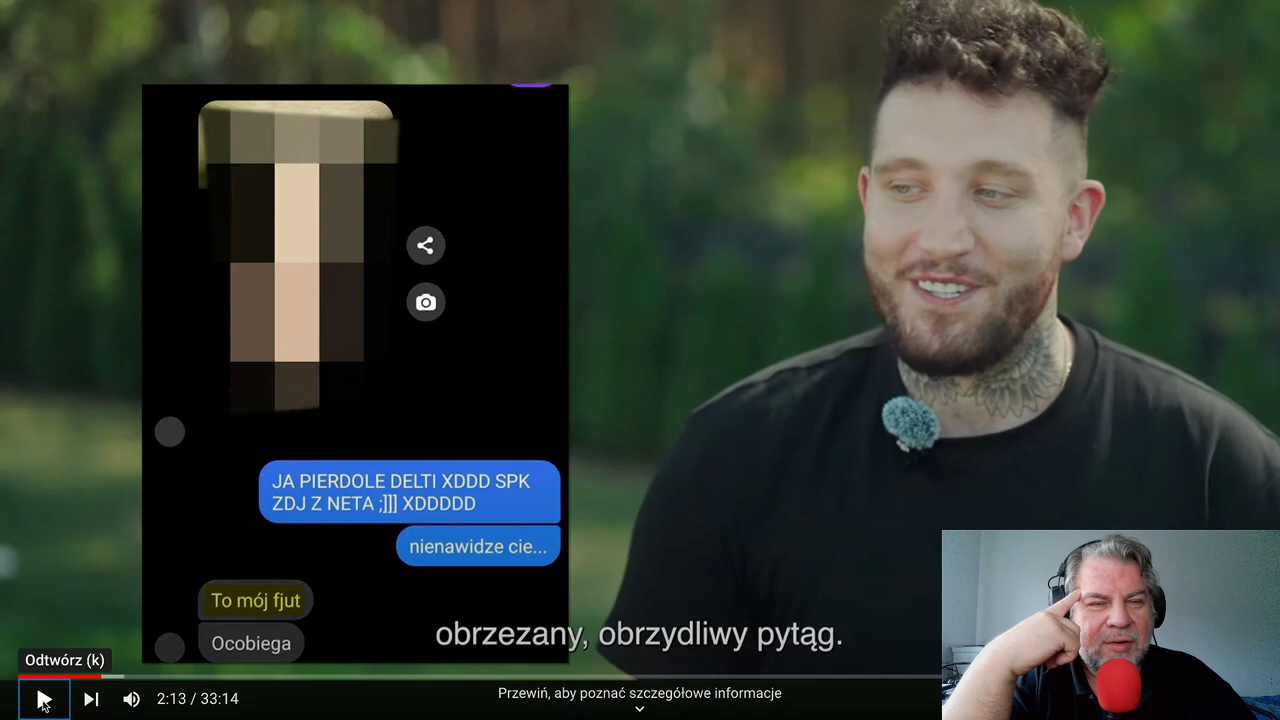 JA PIERDOLE DELTI XDDD SPK
ZDJ Z NETA ;]]] XDDDDD
nienawidze cie...
To mój fjut
Ocobiega
obrzezany, obrzydliwy pytąg.
Odtwórz (k)
2:13 / 33:14
Przewiń, aby poznać szczegółowe informacje